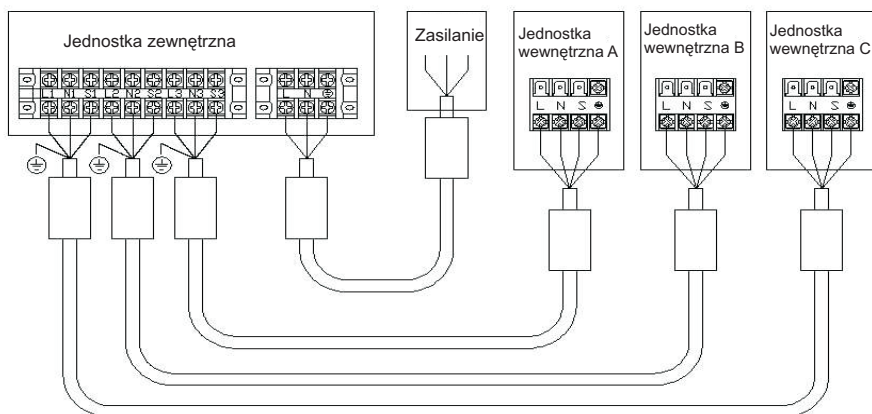 Jednostka zewnętrzna
L1 N1 S1 L2 N2 S2 L3 N3 S3
L N
Zasilanie
Jednostka
wewnętrzna A
L N S
Jednostka
wewnętrzna B
L N S
Jednostka
wewnętrzna C
L N S